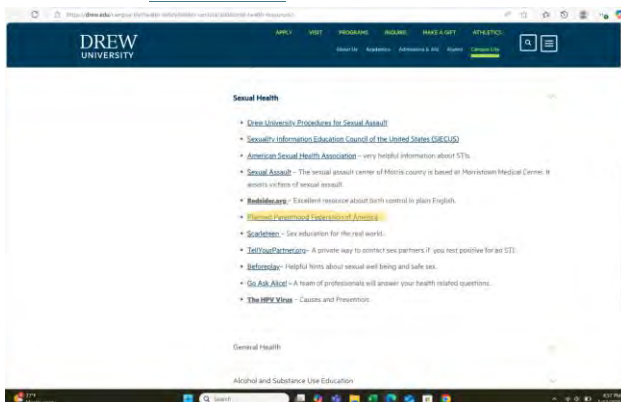 drew.edu
DREW
UNIVERSITY
APPLY VISIT PROGRAMS INQUIRE MAKE A GIFT ATHLETICS
About Us Academics Admissions & Aid Alumni Campus Life
Sexual Health
• Drew University Procedures for Sexual Assault
• Sexuality Information Education Council of the United States (SIECUS)
• American Sexual Health Association – very helpful information about STIs.
• Sexual Assault – The sexual assault center of Morris county is based at Morristown Medical Center. It
assists victims of sexual assault.
• Bedsider.org – Excellent resource about birth control in plain English.
• Planned Parenthood Federation of America
• Scarleteen – Sex education for the real world.
• TellYourPartner.org– A private way to contact sex partners if you test positive for an STI.
• Beforeplay– Helpful hints about sexual well being and safe sex.
• Go Ask Alice! – A team of professionals will answer your health related questions.
• The HPV Virus – Causes and Prevention.
General Health
Alcohol and Substance Use Education
77°F
Search
4:57 PM